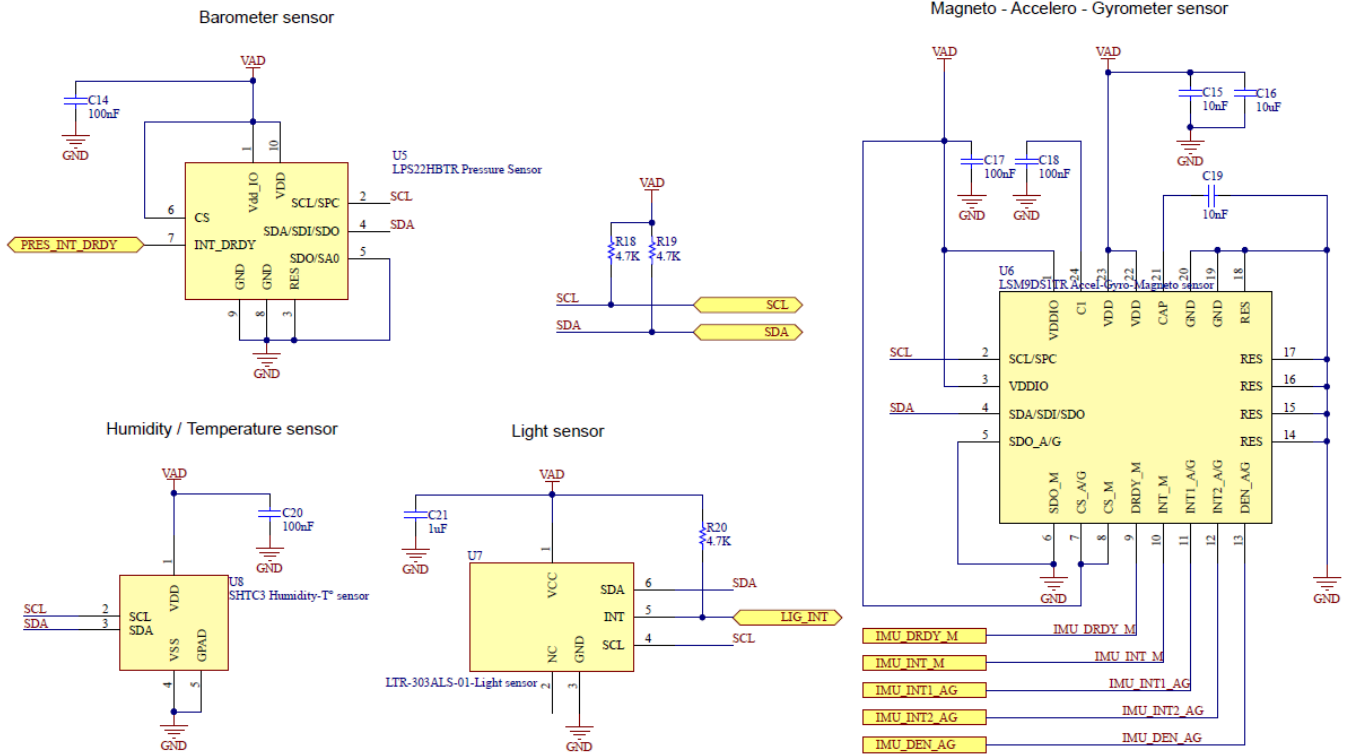 Barometer sensor
VAD
C14
100nF
GND
1
10
Vdd_IO
VDD
U5
LPS22HBTR Pressure Sensor
6
CS
SCL/SPC
2
SCL
SDA/SDI/SDO
4
SDA
PRES_INT_DRDY
7
INT_DRDY
SDO/SA0
5
GND
GND
RES
9
8
3
GND
VAD
R18
4.7K
R19
4.7K
SCL
SCL
SDA
SDA
Magneto - Accelero - Gyrometer sensor
VAD
VAD
C15
10nF
C16
10uF
GND
C17
100nF
C18
100nF
GND
GND
C19
10nF
U6
LSM9DS1TR Accel-Gyro-Magneto sensor
1
24
23
22
21
20
19
18
VDDIO
C1
VDD
VDD
CAP
GND
GND
RES
SCL
2
SCL/SPC
RES
17
3
VDDIO
RES
16
SDA
4
SDA/SDI/SDO
RES
15
5
SDO_A/G
RES
14
SDO_M
CS_A/G
CS_M
DRDY_M
INT_M
INT1_A/G
INT2_A/G
DEN_A/G
6
7
8
9
10
11
12
13
GND
GND
IMU_DRDY_M
IMU_DRDY_M
IMU_INT_M
IMU_INT_M
IMU_INT1_AG
IMU_INT1_AG
IMU_INT2_AG
IMU_INT2_AG
IMU_DEN_AG
IMU_DEN_AG
Humidity / Temperature sensor
VAD
C20
100nF
GND
1
U8
SHTC3 Humidity-T° sensor
VDD
SCL
2
SCL
SDA
3
SDA
VSS
GPAD
4
5
GND
Light sensor
VAD
C21
1uF
GND
R20
4.7K
U7
1
VCC
SDA
6
SDA
INT
5
LIG_INT
SCL
4
SCL
NC
GND
LTR-303ALS-01-Light sensor
2
3
GND